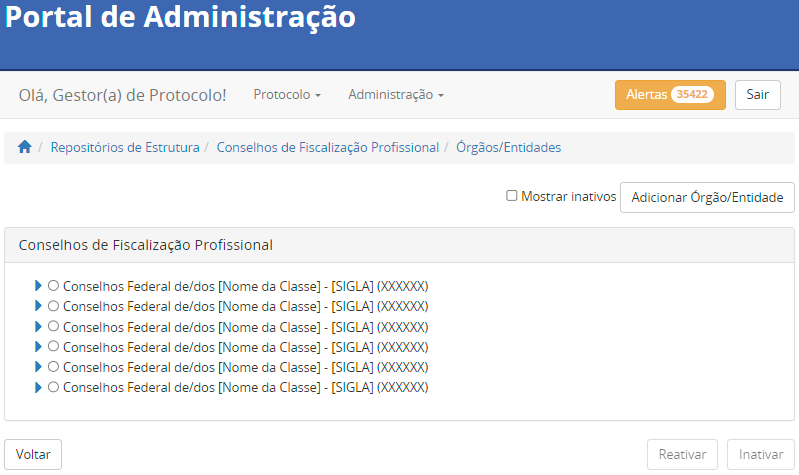 Portal de Administração
Olá, Gestor(a) de Protocolo! Protocolo Administração Alertas 35422 Sair
/ Repositórios de Estrutura / Conselhos de Fiscalização Profissional / Órgãos/Entidades
Mostrar inativos Adicionar Órgão/Entidade
Conselhos de Fiscalização Profissional
Conselhos Federal de/dos [Nome da Classe] - [SIGLA] (XXXXXX)
Conselhos Federal de/dos [Nome da Classe] - [SIGLA] (XXXXXX)
Conselhos Federal de/dos [Nome da Classe] - [SIGLA] (XXXXXX)
Conselhos Federal de/dos [Nome da Classe] - [SIGLA] (XXXXXX)
Conselhos Federal de/dos [Nome da Classe] - [SIGLA] (XXXXXX)
Conselhos Federal de/dos [Nome da Classe] - [SIGLA] (XXXXXX)
Voltar Reativar Inativar